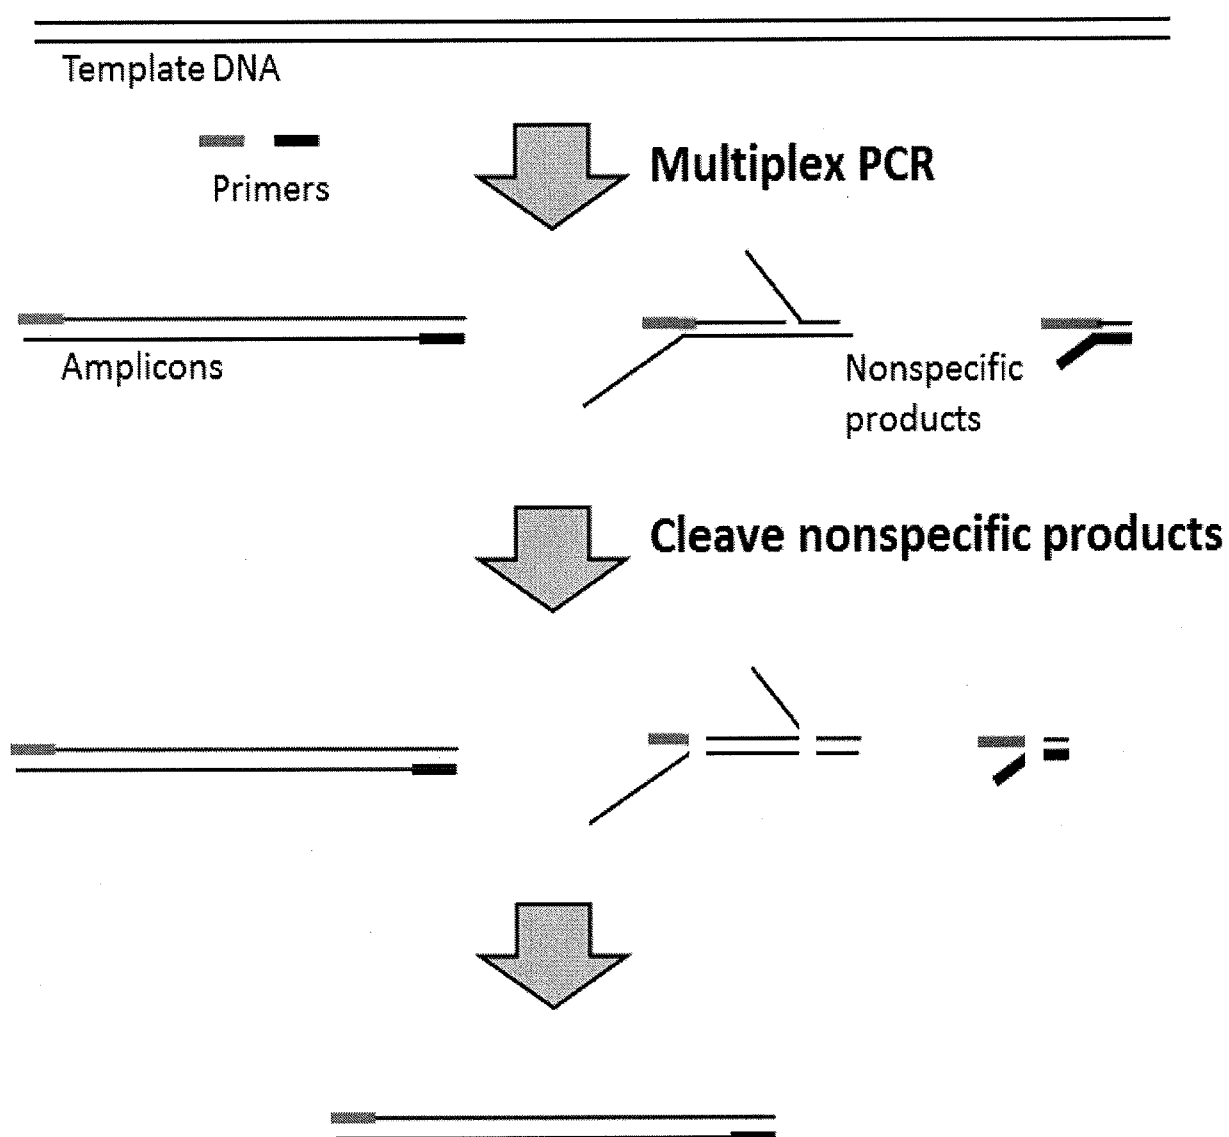 Template DNA
Primers
Multiplex PCR
Amplicons
Nonspecific
products
Cleave nonspecific products